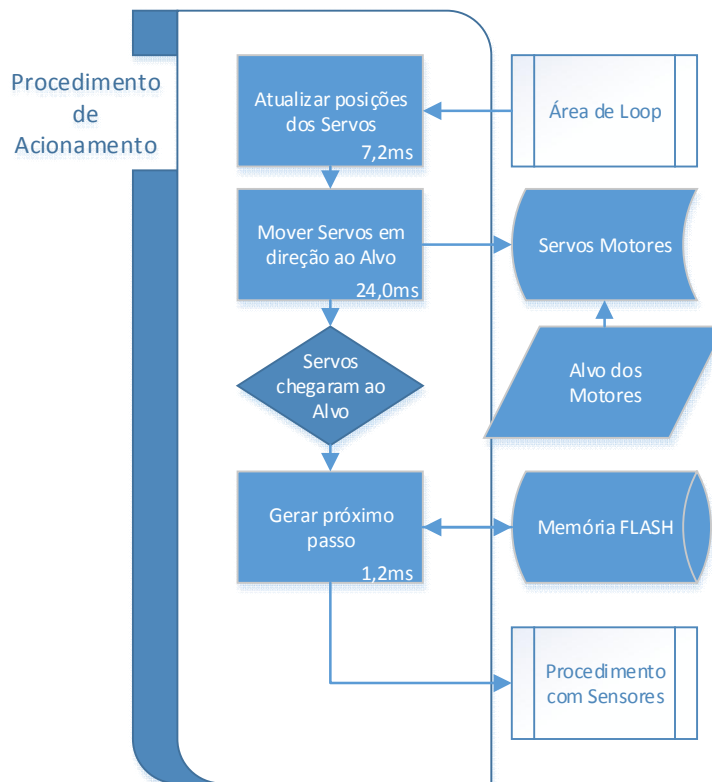 Procedimento
de
Acionamento
Atualizar posições
dos Servos
7,2ms
Área de Loop
Mover Servos em
direção ao Alvo
24,0ms
Servos Motores
Servos
chegaram ao
Alvo
Alvo dos
Motores
Gerar próximo
passo
1,2ms
Memória FLASH
Procedimento
com Sensores